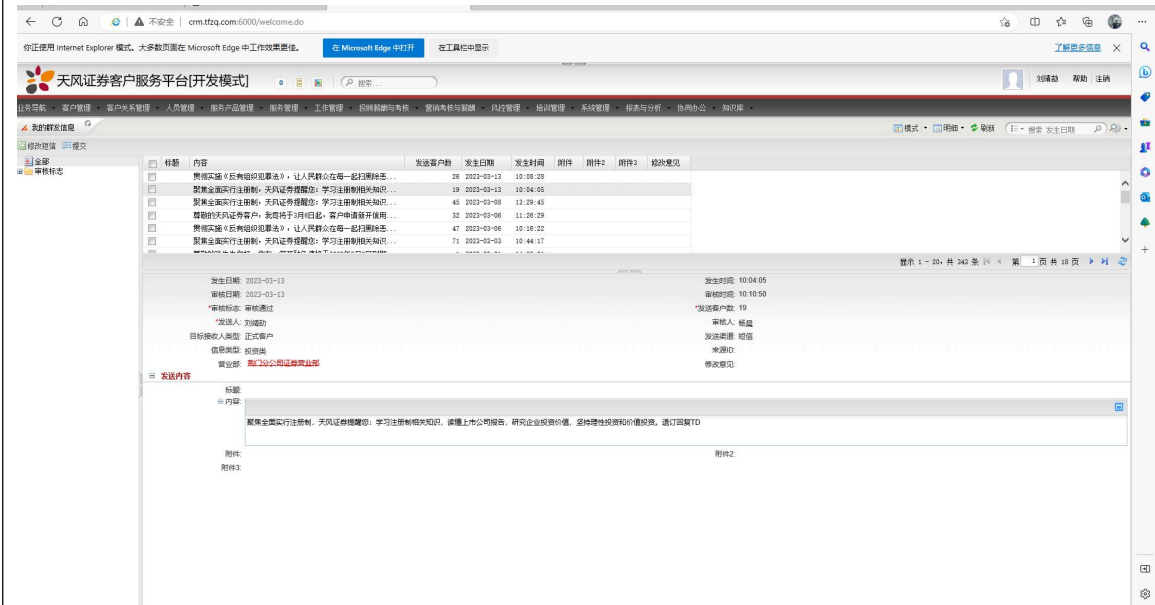 不安全 crm.tfzq.com:6000/welcome.do
你正使用 Internet Explorer 模式。大多数页面在 Microsoft Edge 中工作效果更佳。 在 Microsoft Edge 中打开 在工具栏中显示 了解更多信息
天风证券客户服务平台[开发模式] 0 搜索... 帮助 注销
业务导航 客户管理 客户关系管理 人员管理 服务产品管理 服务管理 工作管理 投顾薪酬与考核 营销考核与薪酬 风控管理 培训管理 系统管理 报表与分析 协同办公 知识库
我的群发信息 模式 明细 刷新 搜索 发生日期
修改短信 提交
全部
审核标志
标题 内容 发送客户数 发生日期 发生时间 附件 附件2 附件3 修改意见
贯彻实施《反有组织犯罪法》，让人民群众在每一起扫黑除恶... 26 2023-03-13 10:08:28
聚焦全面实行注册制，天风证券提醒您：学习注册制相关知识... 19 2023-03-13 10:04:05
聚焦全面实行注册制，天风证券提醒您：学习注册制相关知识... 45 2023-03-08 13:29:45
尊敬的天风证券客户，我司将于3月6日起，客户申请新开信用... 32 2023-03-06 11:26:29
贯彻实施《反有组织犯罪法》，让人民群众在每一起扫黑除恶... 47 2023-03-06 10:16:22
聚焦全面实行注册制，天风证券提醒您：学习注册制相关知识... 71 2023-03-03 10:44:17
显示 1 - 20，共 343 条 第 1 页 共 18 页
发生日期: 2023-03-13 发生时间: 10:04:05
审核日期: 2023-03-13 审核时间: 10:10:50
*审核标志: 审核通过 *发送客户数: 19
*发送人: 审核人:
目标接收人类型: 正式客户 发送渠道: 短信
信息类型: 投资类 来源ID:
营业部: 荆门分公司证券营业部 修改意见:
发送内容
标题:
内容:
聚焦全面实行注册制，天风证券提醒您：学习注册制相关知识，读懂上市公司报告，研究企业投资价值，坚持理性投资和价值投资。退订回复TD
附件: 附件2:
附件3: